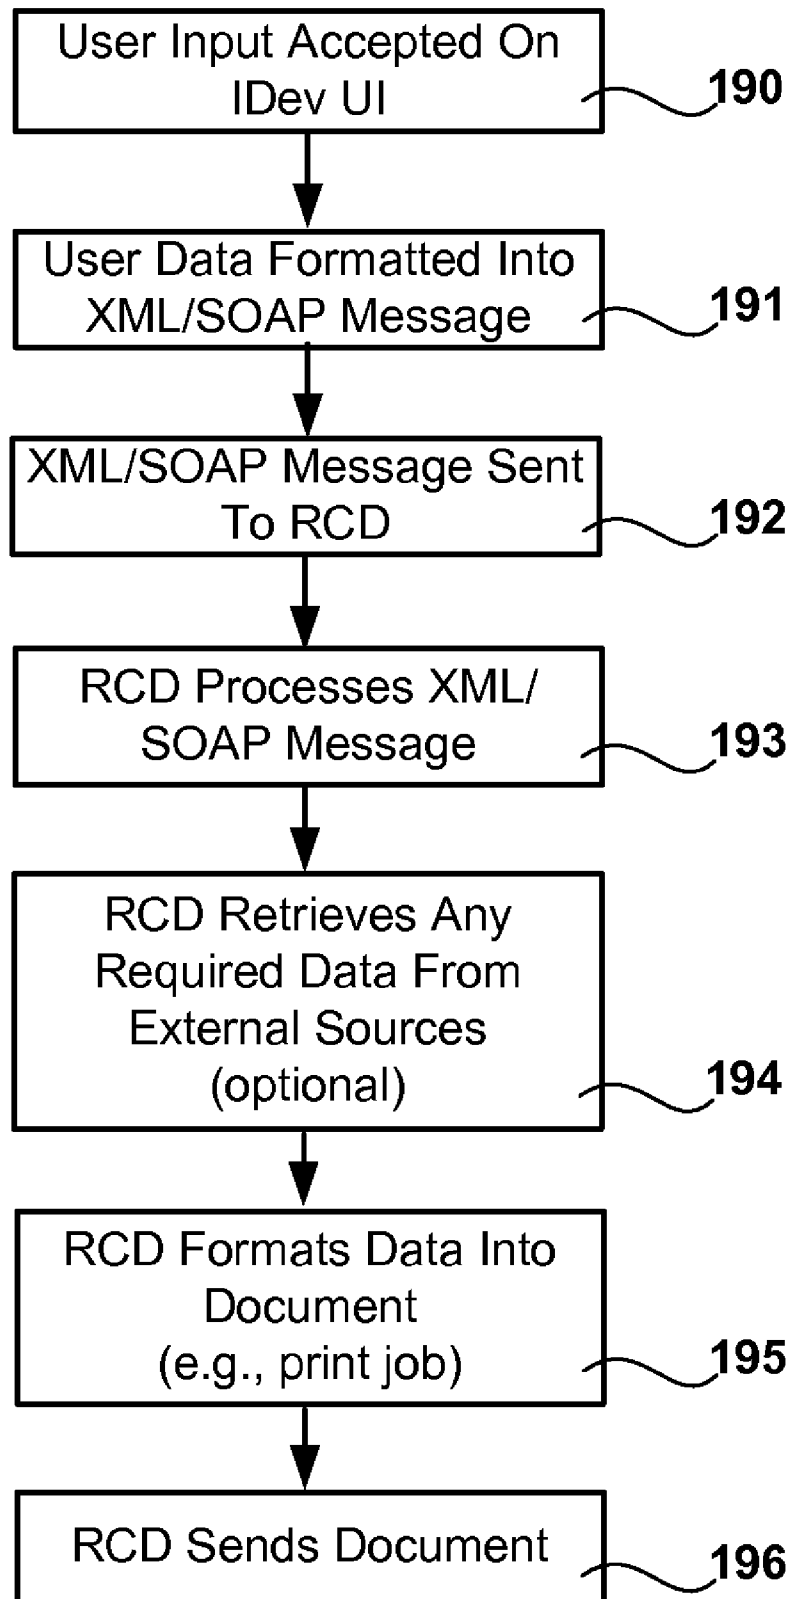 User Input Accepted On
IDev UI
190
User Data Formatted Into
XML/SOAP Message
191
XML/SOAP Message Sent
To RCD
192
RCD Processes XML/
SOAP Message
193
RCD Retrieves Any
Required Data From
External Sources
(optional)
194
RCD Formats Data Into
Document
(e.g., print job)
195
RCD Sends Document
196